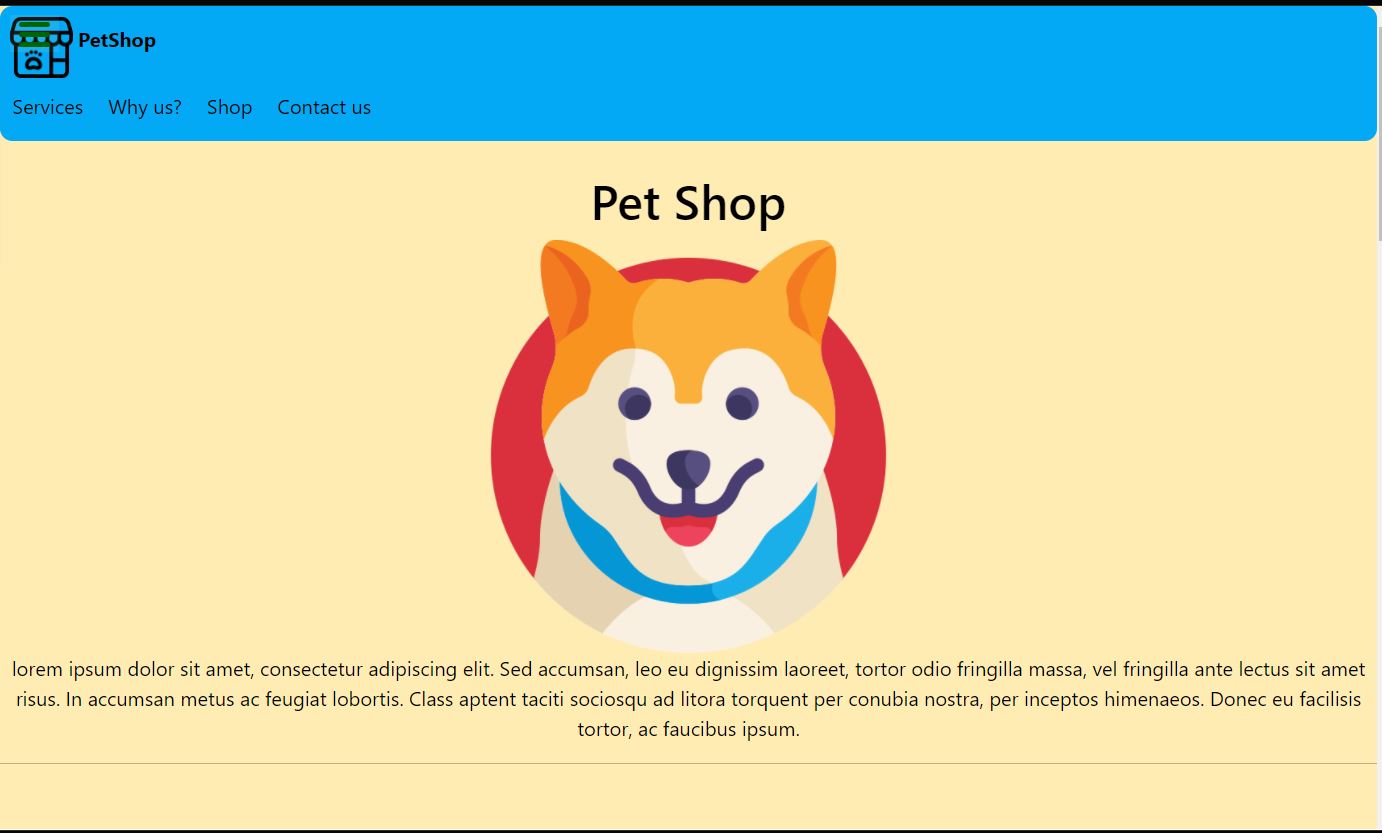 PetShop
Services Why us? Shop Contact us
Pet Shop
lorem ipsum dolor sit amet, consectetur adipiscing elit. Sed accumsan, leo eu dignissim laoreet, tortor odio fringilla massa, vel fringilla ante lectus sit amet
risus. In accumsan metus ac feugiat lobortis. Class aptent taciti sociosqu ad litora torquent per conubia nostra, per inceptos himenaeos. Donec eu facilisis
tortor, ac faucibus ipsum.